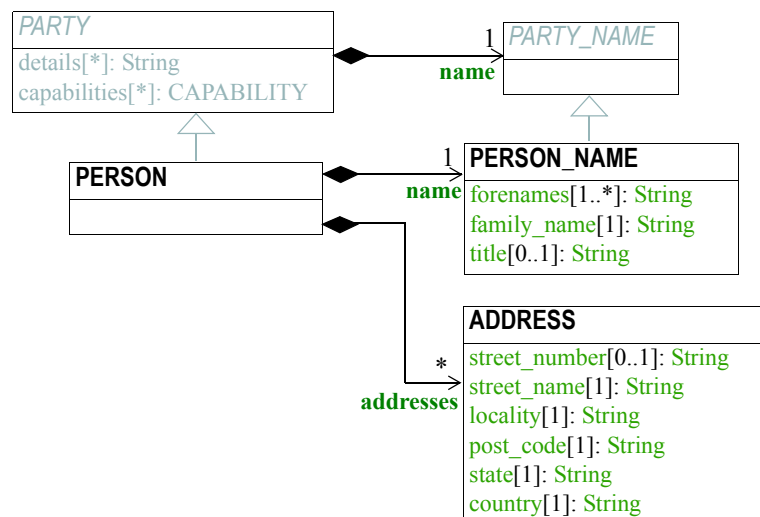 PARTY
details[*]: String
capabilities[*]: CAPABILITY
1
name
PARTY_NAME
PERSON
1
name
PERSON_NAME
forenames[1..*]: String
family_name[1]: String
title[0..1]: String
*
addresses
ADDRESS
street_number[0..1]: String
street_name[1]: String
locality[1]: String
post_code[1]: String
state[1]: String
country[1]: String